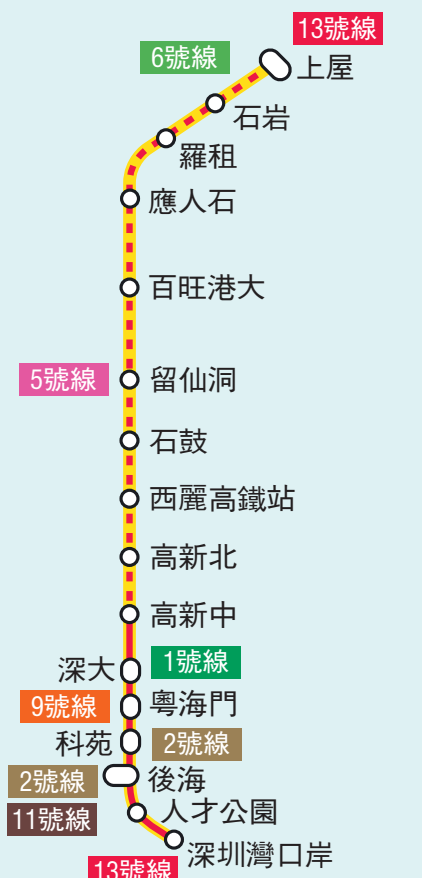 13號線
6號線
上屋
石岩
羅租
應人石
百旺港大
5號線
留仙洞
石鼓
西麗高鐵站
高新北
高新中
深大
1號線
9號線
粵海門
科苑
2號線
2號線
後海
11號線
人才公園
深圳灣口岸
13號線